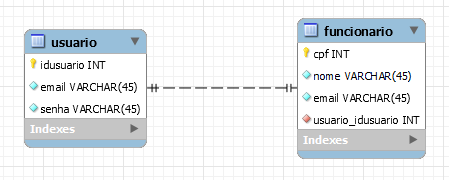 usuario
idusuario INT
email VARCHAR(45)
senha VARCHAR(45)
Indexes
funcionario
cpf INT
nome VARCHAR(45)
email VARCHAR(45)
usuario_idusuario INT
Indexes